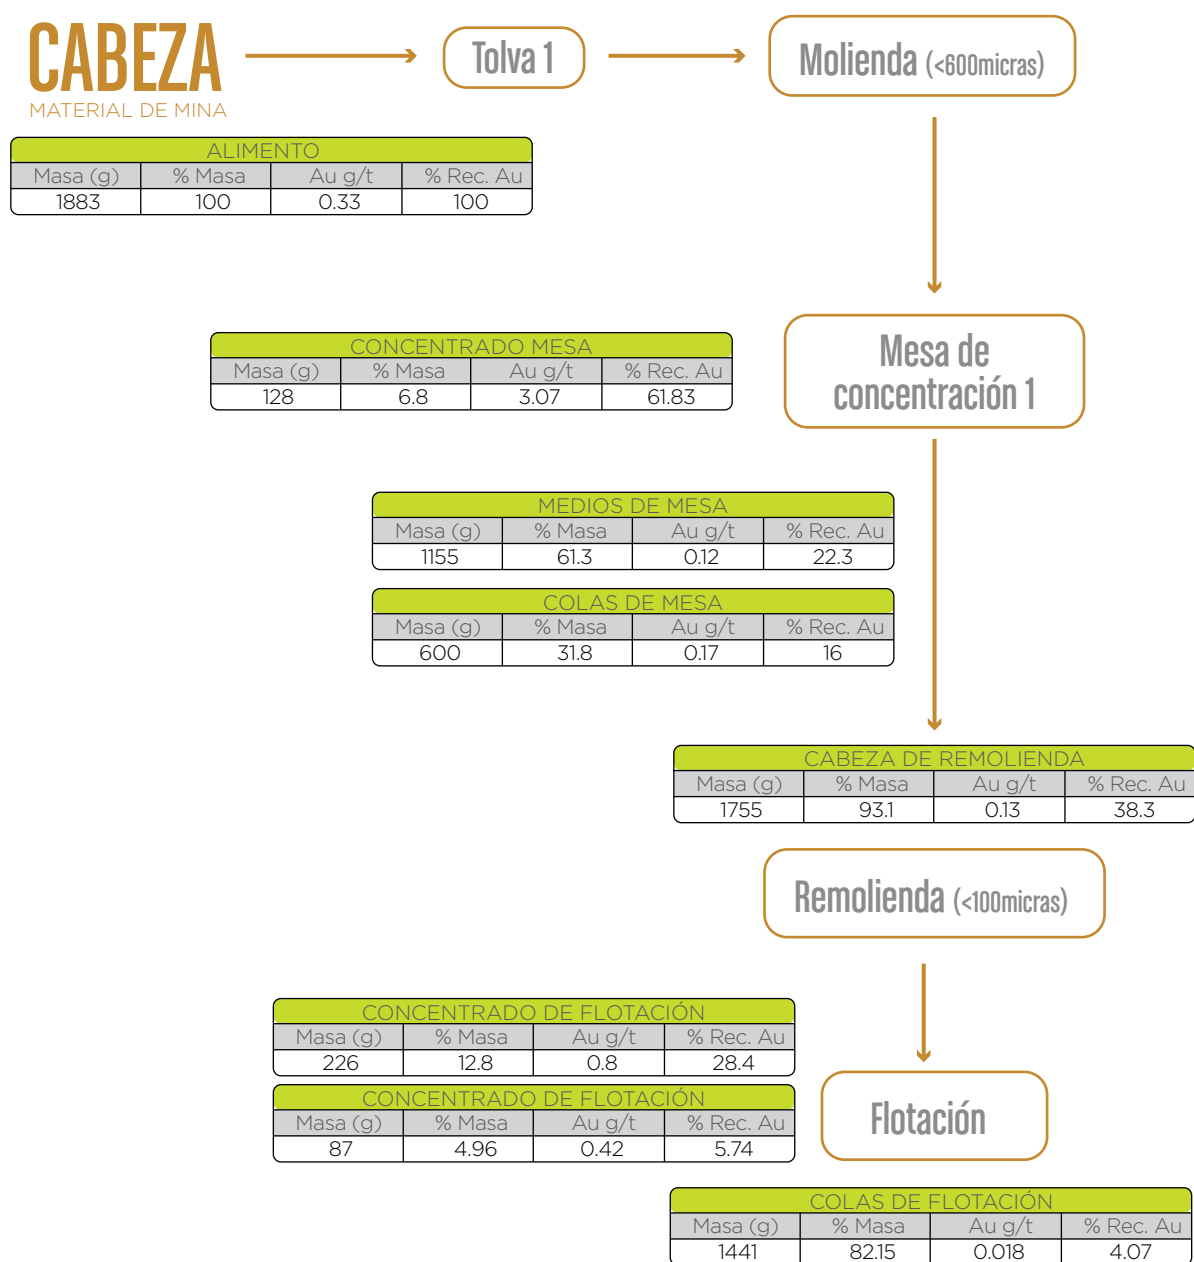 CABEZA
MATERIAL DE MINA
Tolva 1
Molienda (<600micras)
ALIMENTO
Masa (g) % Masa Au g/t % Rec. Au
1883 100 0.33 100
CONCENTRADO MESA
Masa (g) % Masa Au g/t % Rec. Au
128 6.8 3.07 61.83
Mesa de
concentración 1
MEDIOS DE MESA
Masa (g) % Masa Au g/t % Rec. Au
1155 61.3 0.12 22.3
COLAS DE MESA
Masa (g) % Masa Au g/t % Rec. Au
600 31.8 0.17 16
CABEZA DE REMOLIENDA
Masa (g) % Masa Au g/t % Rec. Au
1755 93.1 0.13 38.3
Remolienda (<100micras)
CONCENTRADO DE FLOTACIÓN
Masa (g) % Masa Au g/t % Rec. Au
226 12.8 0.8 28.4
CONCENTRADO DE FLOTACIÓN
Masa (g) % Masa Au g/t % Rec. Au
87 4.96 0.42 5.74
Flotación
COLAS DE FLOTACIÓN
Masa (g) % Masa Au g/t % Rec. Au
1441 82.15 0.018 4.07